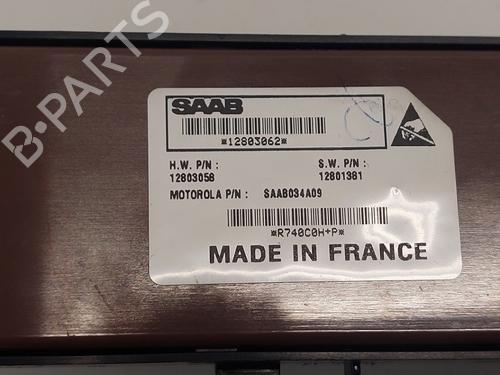 SAAB
*12803062*
H.W. P/N : S.W. P/N :
12803058 12801381
MOTOROLA P/N : SAAB034A09
*R740C0H+P*
MADE IN FRANCE
B-PARTS